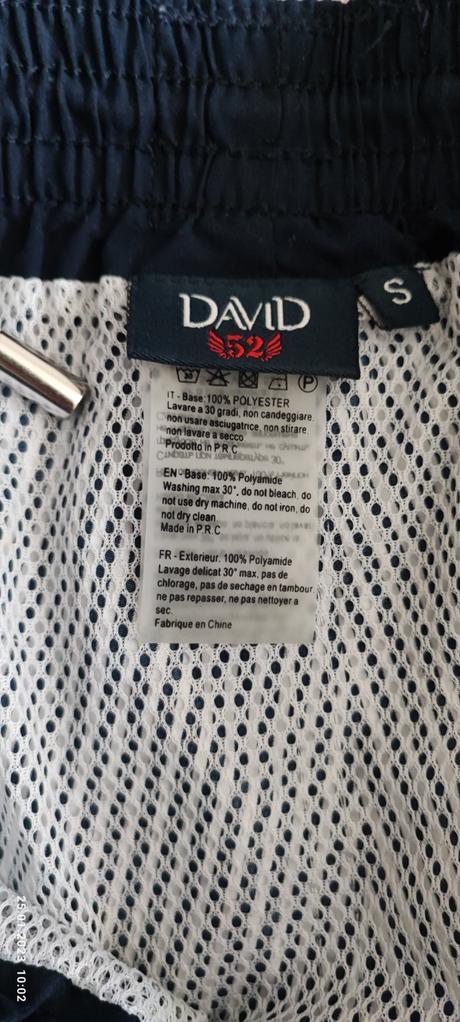 DAVID
52
S
IT - Base: 100% POLYESTER
Lavare a 30 gradi, non candeggiare,
non usare asciugatrice, non stirare
non lavare a secco
Prodotto in P.R.C.
EN - Base: 100% Polyamide
Washing max 30°, do not bleach, do
not use dry machine, do not iron, do
not dry clean
Made in P.R.C.
FR - Exterieur. 100% Polyamide
Lavage delicat 30° max, pas de
chlorage, pas de sechage en tambour
ne pas repasser, ne pas nettoyer a
sec.
Fabrique en Chine
25.01.2023 10:02